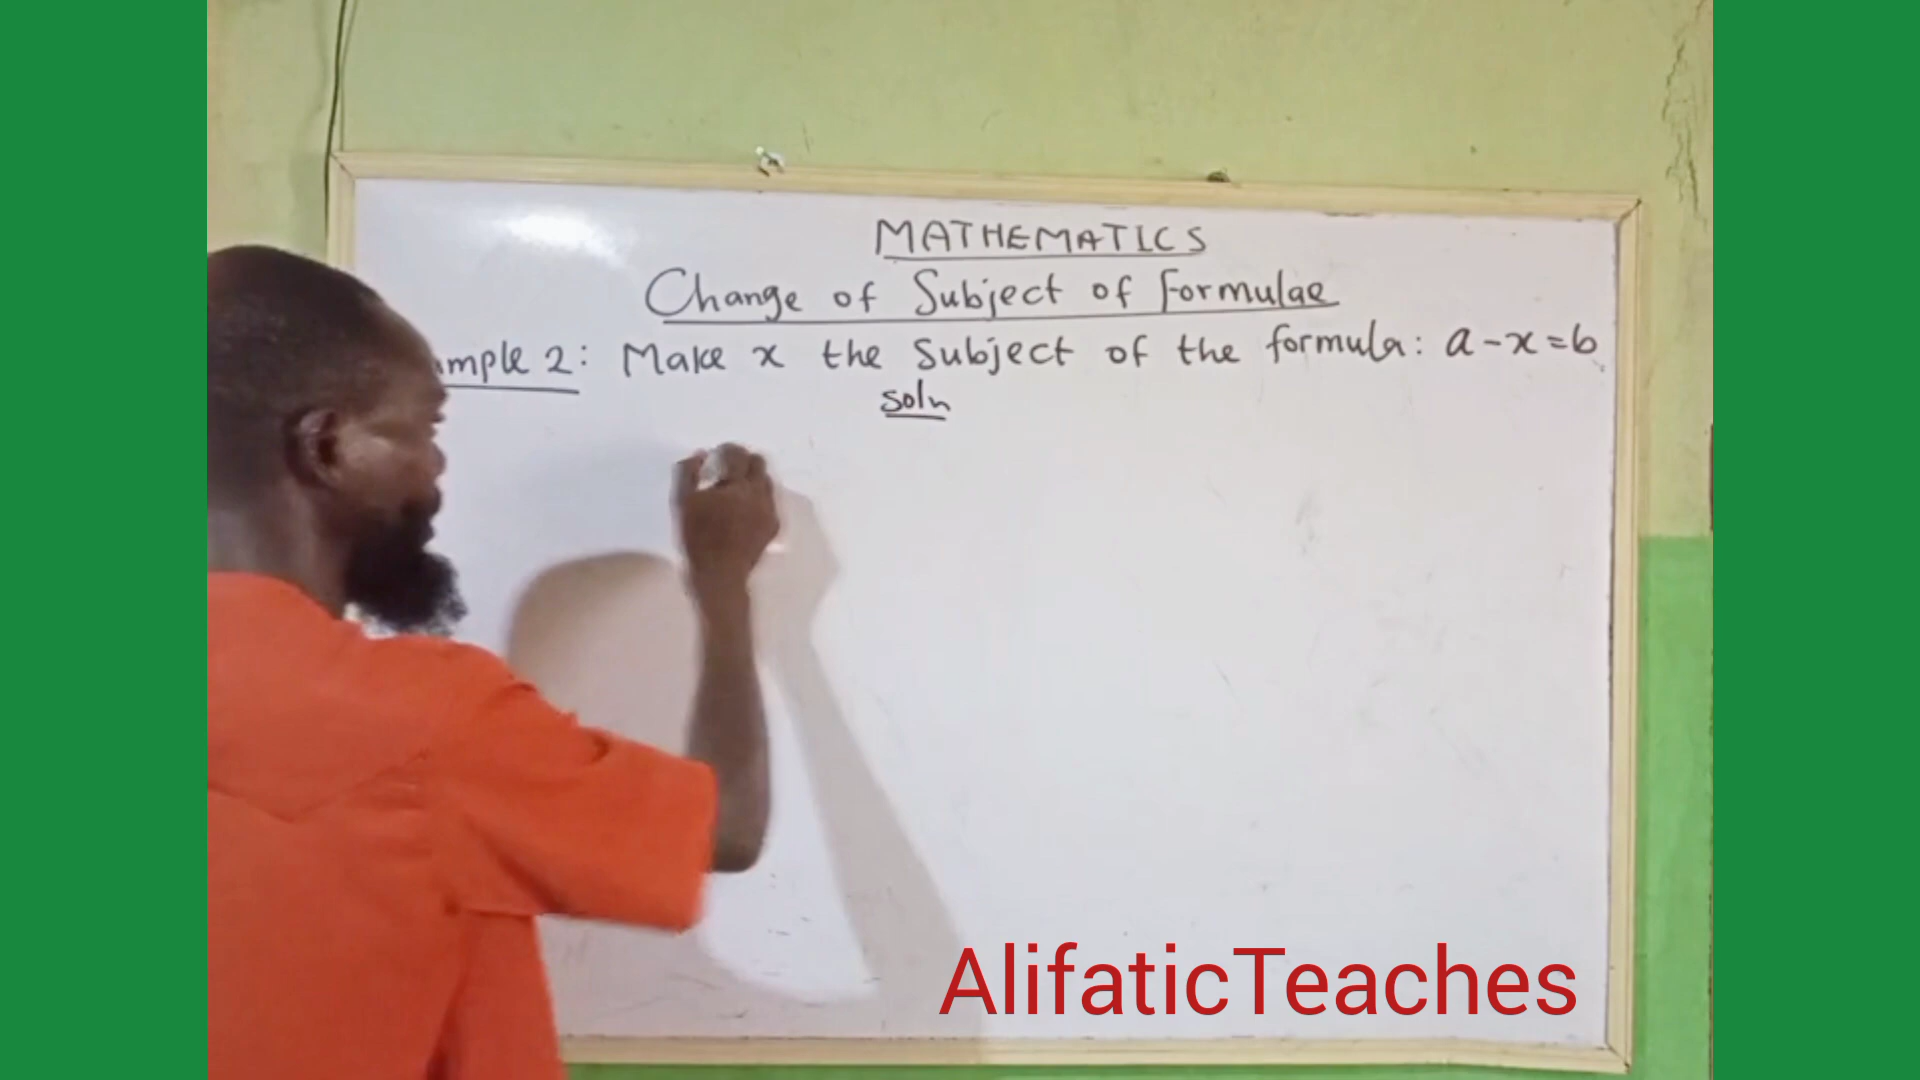 MATHEMATICS
Change of Subject of Formulae
mple 2: Make x the Subject of the formula: a - x = b
soln
AlifaticTeaches